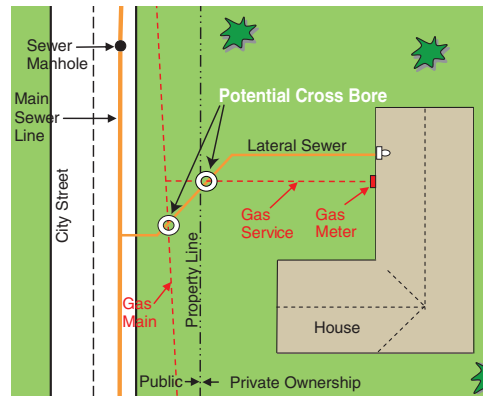 Sewer
Manhole
Main
Sewer
Line
City Street
Potential Cross Bore
Lateral Sewer
Gas
Service
Gas
Meter
Property Line
Gas
Main
House
Public
Private Ownership